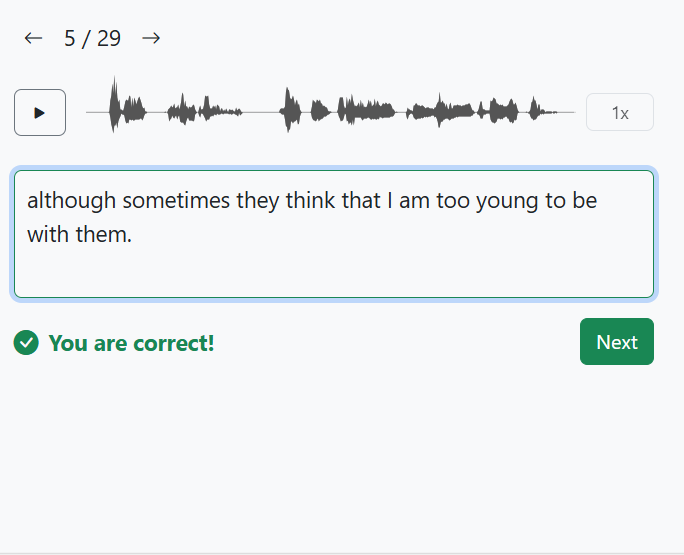 5 / 29
1x
although sometimes they think that I am too young to be
with them.
You are correct!
Next